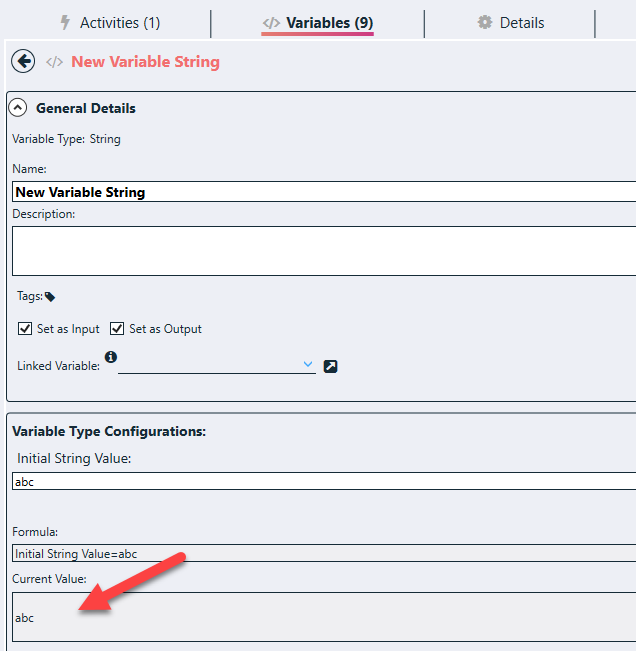 Activities (1)
Variables (9)
Details
New Variable String
General Details
Variable Type: String
Name:
New Variable String
Description:
Tags:
Set as Input
Set as Output
Linked Variable:
Variable Type Configurations:
Initial String Value:
abc
Formula:
Initial String Value=abc
Current Value:
abc